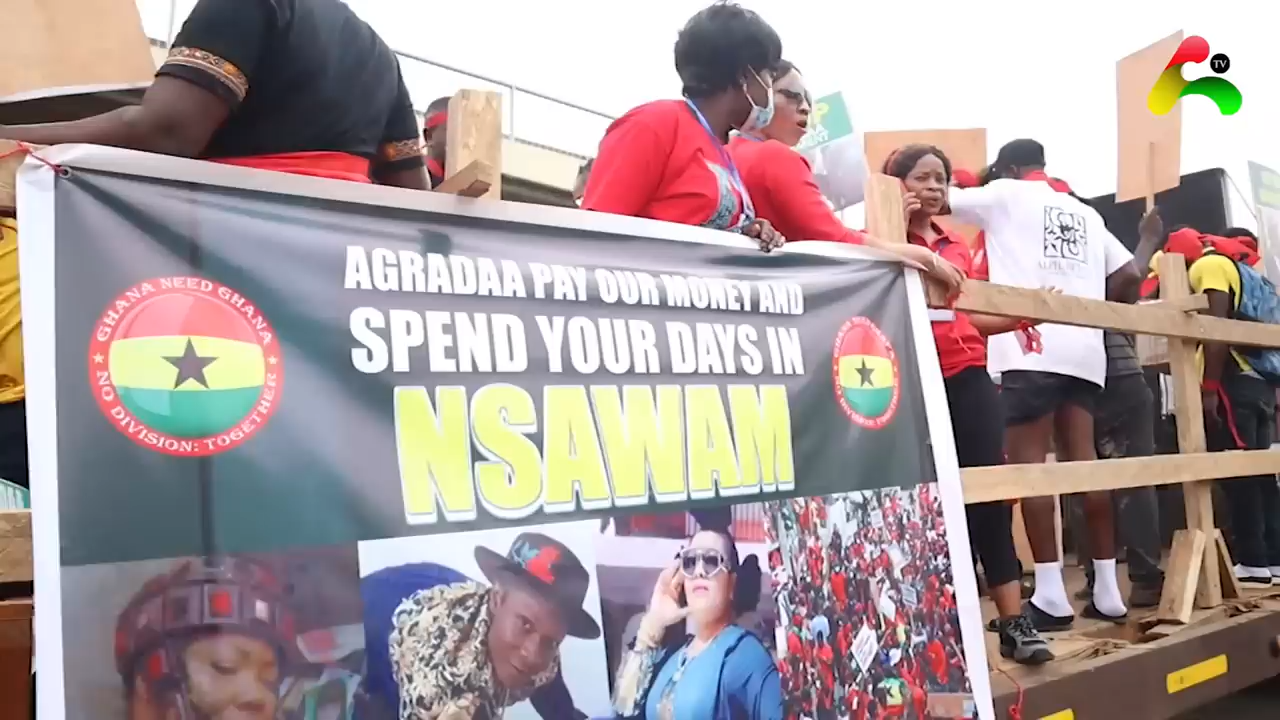 TV
AGRADAA PAY OUR MONEY AND
SPEND YOUR DAYS IN
NSAWAM
GHANA NEED GHANA
NO DIVISION: TOGETHER